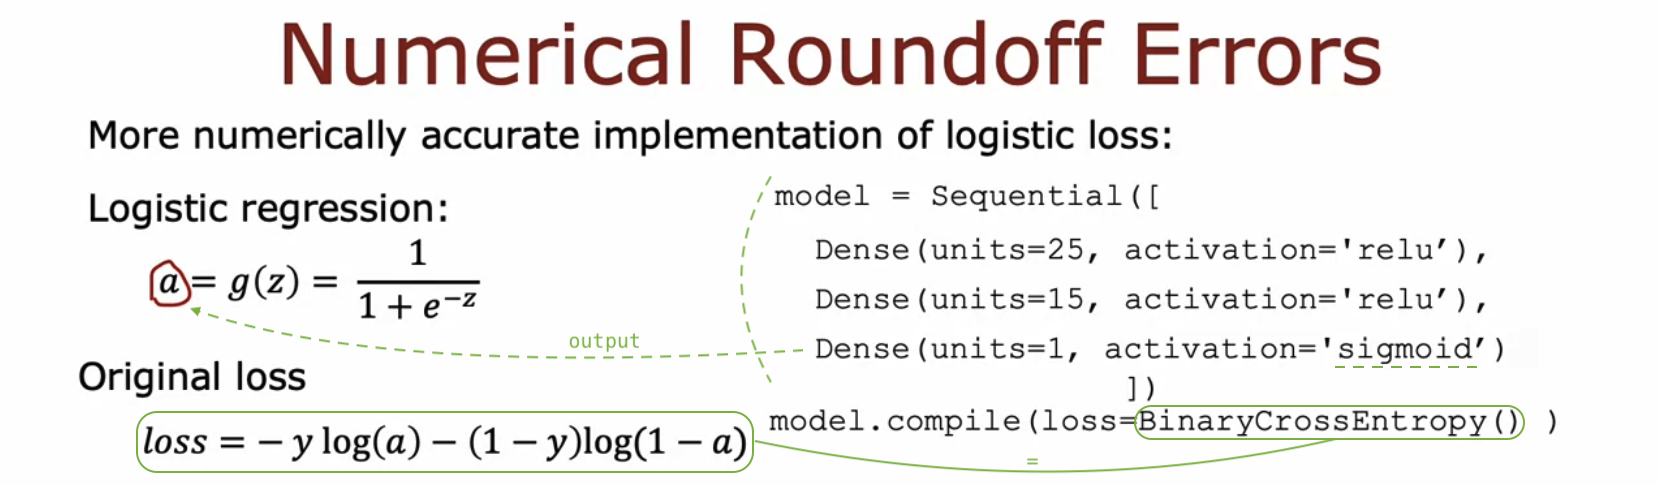 Numerical Roundoff Errors
More numerically accurate implementation of logistic loss:
Logistic regression:
a = g(z) = 1 / (1 + e^{-z})
Original loss
loss = − y log(a) − (1 − y)log(1 − a)
model = Sequential([
Dense(units=25, activation='relu’),
Dense(units=15, activation='relu’),
Dense(units=1, activation='sigmoid’)
])
model.compile(loss=BinaryCrossEntropy() )
output
=